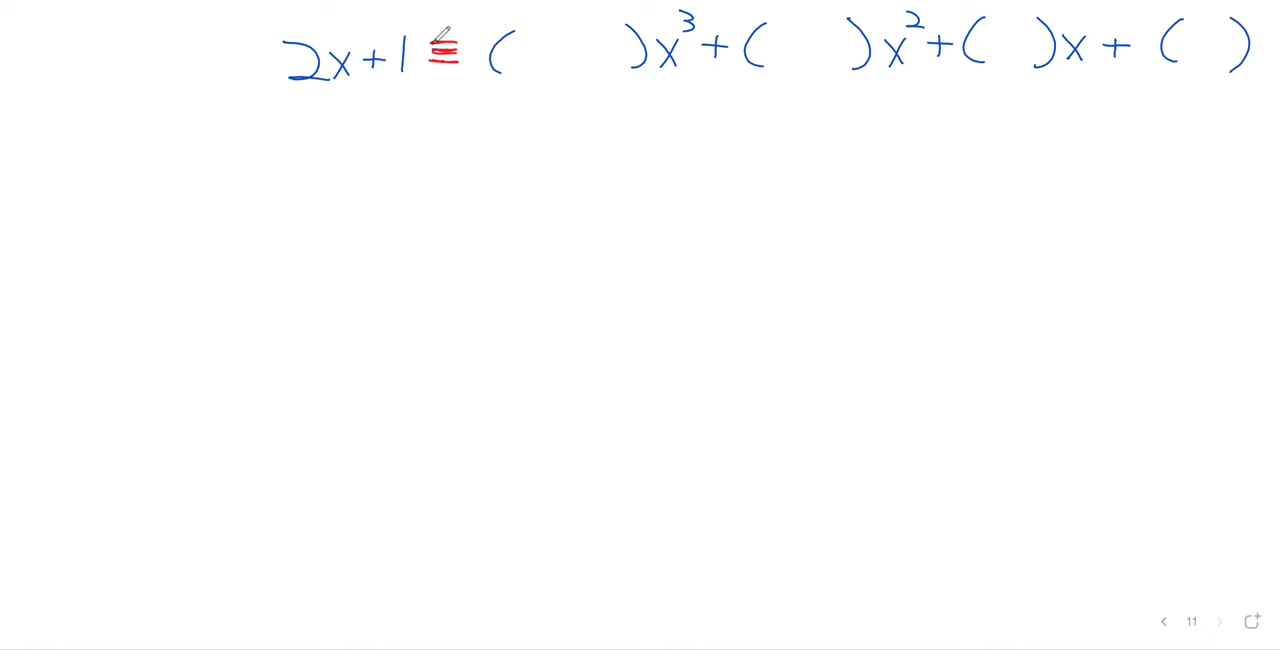 2x+1 ≡ (     )x³+(     )x²+(   )x+(   )
11